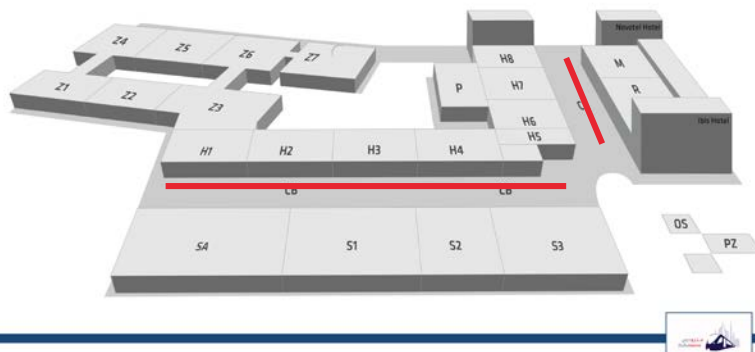 Novotel Hotel
Z4
Z5
Z6
Z7
H8
M
P
H7
R
Z1
Z2
Z3
H6
Ibis Hotel
H5
H1
H2
H3
H4
CB
CB
OS
SA
S1
S2
S3
PZ